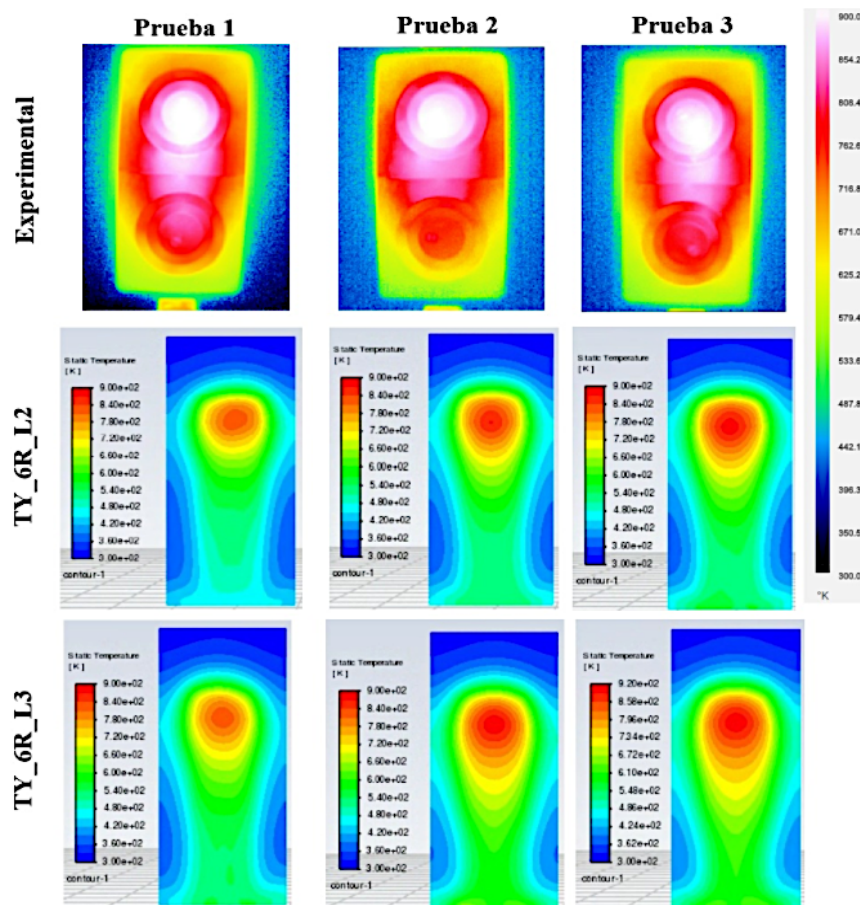 Prueba 1
Prueba 2
Prueba 3
Experimental
900.0
854.2
808.4
762.6
716.8
671.0
625.2
579.4
533.6
487.8
442.1
396.3
350.5
300.0
°K
TY_6R_L2
Static Temperature
[ K ]
9.00e+02
8.40e+02
7.80e+02
7.20e+02
6.60e+02
6.00e+02
5.40e+02
4.80e+02
4.20e+02
3.60e+02
3.00e+02
contour-1
Static Temperature
[ K ]
9.00e+02
8.40e+02
7.80e+02
7.20e+02
6.60e+02
6.00e+02
5.40e+02
4.80e+02
4.20e+02
3.60e+02
3.00e+02
contour-1
Static Temperature
[ K ]
9.00e+02
8.40e+02
7.80e+02
7.20e+02
6.60e+02
6.00e+02
5.40e+02
4.80e+02
4.20e+02
3.60e+02
3.00e+02
contour-1
TY_6R_L3
Static Temperature
[ K ]
9.00e+02
8.40e+02
7.80e+02
7.20e+02
6.60e+02
6.00e+02
5.40e+02
4.80e+02
4.20e+02
3.60e+02
3.00e+02
contour-1
Static Temperature
[ K ]
9.00e+02
8.40e+02
7.80e+02
7.20e+02
6.60e+02
6.00e+02
5.40e+02
4.80e+02
4.20e+02
3.60e+02
3.00e+02
contour-1
Static Temperature
[ K ]
9.20e+02
8.58e+02
7.96e+02
7.34e+02
6.72e+02
6.10e+02
5.48e+02
4.86e+02
4.24e+02
3.62e+02
3.00e+02
contour-1